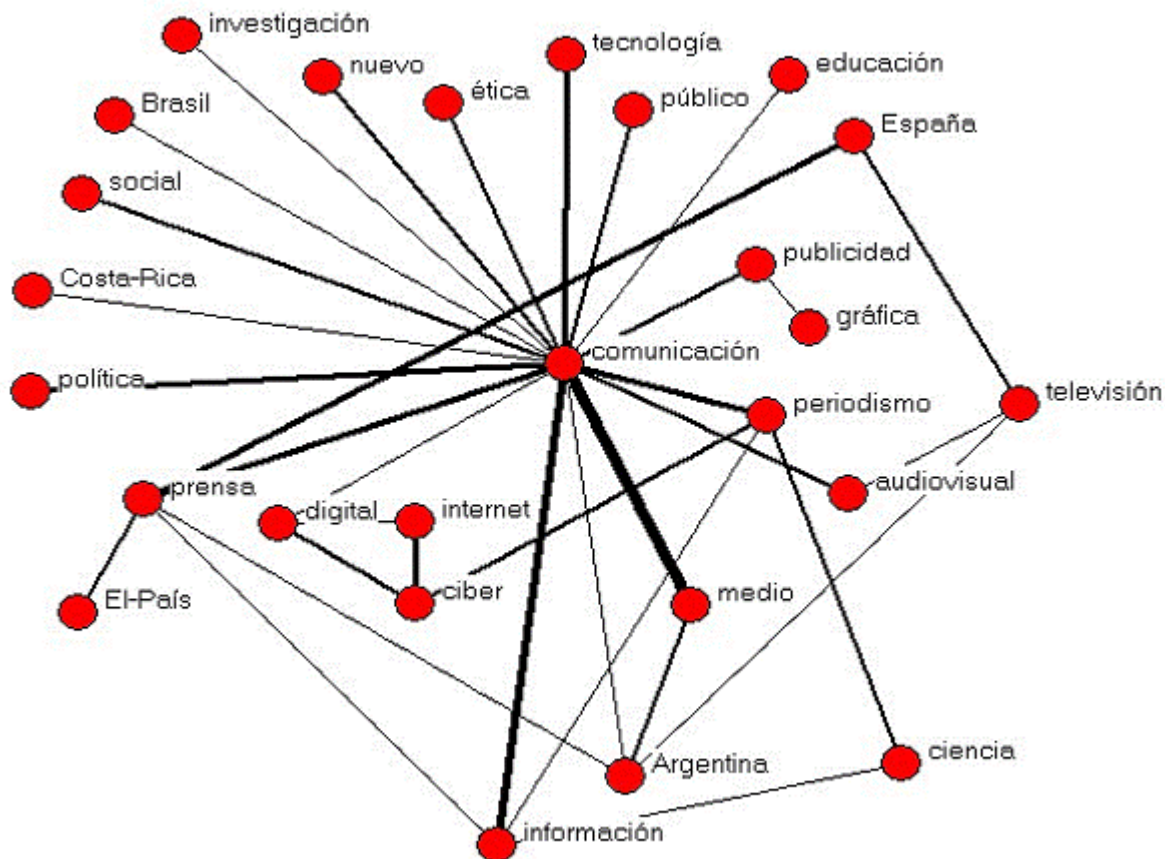 investigación
tecnología
nuevo
educación
Brasil
ética
público
España
social
publicidad
Costa-Rica
gráfica
comunicación
política
periodismo
televisión
prensa
audiovisual
digital
internet
El-País
ciber
medio
Argentina
ciencia
información